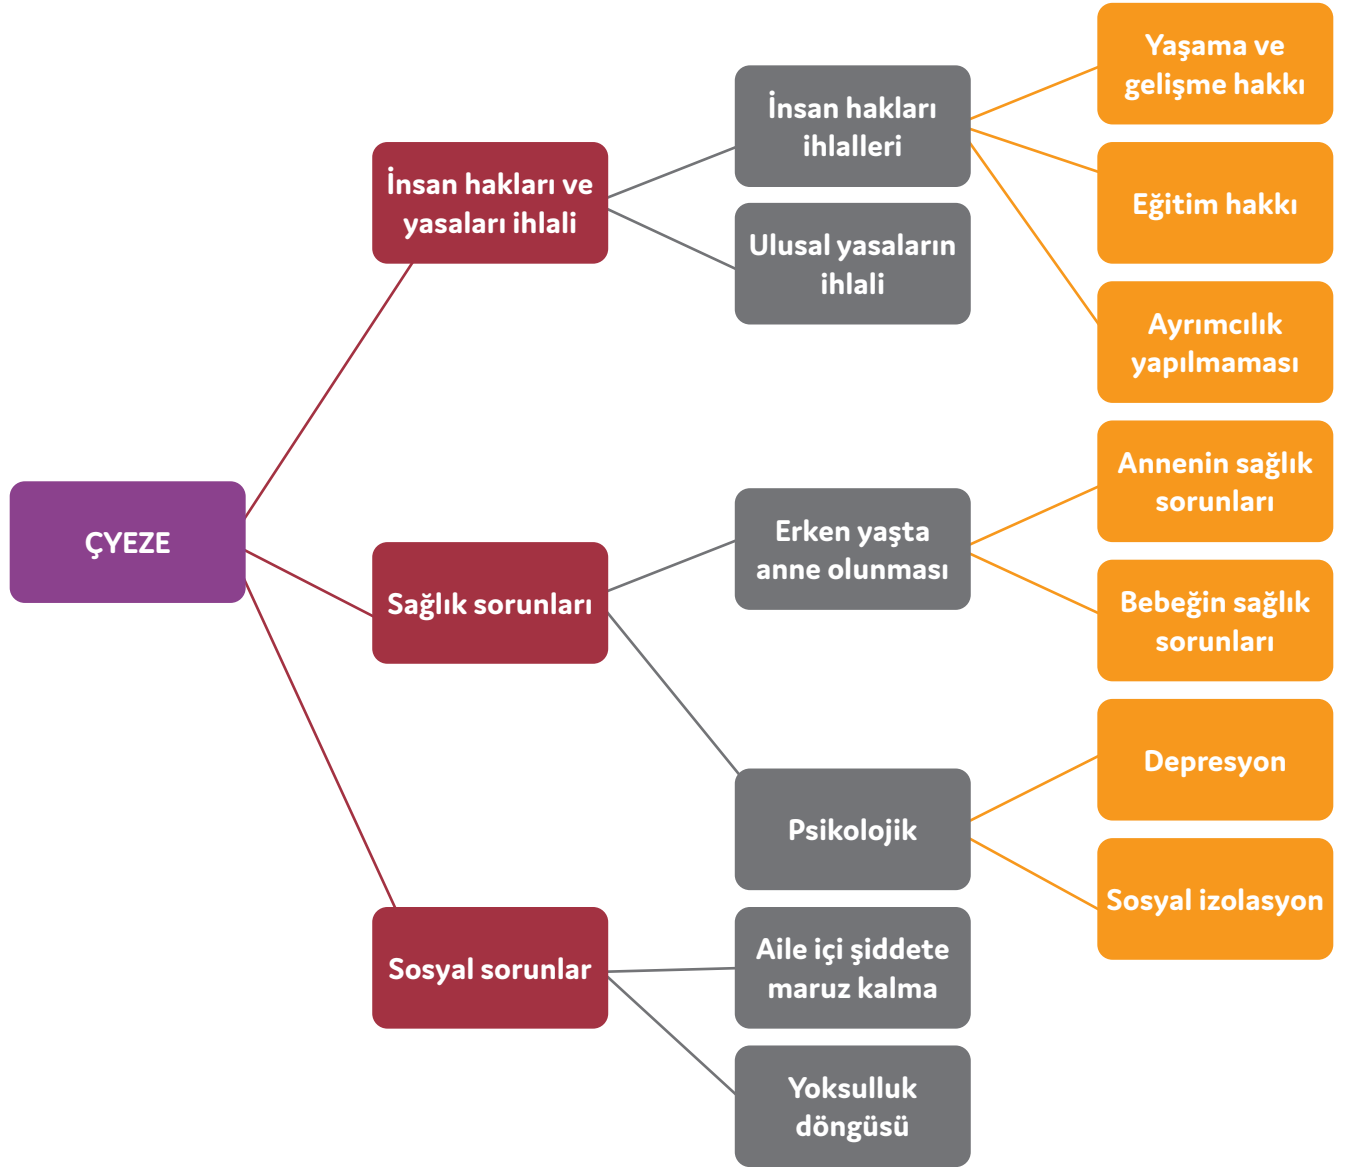 ÇYEZE
İnsan hakları ve
yasaları ihlali
İnsan hakları
ihlalleri
Yaşama ve
gelişme hakkı
Eğitim hakkı
Ayrımcılık
yapılmaması
Ulusal yasaların
ihlali
Sağlık sorunları
Erken yaşta
anne olunması
Annenin sağlık
sorunları
Bebeğin sağlık
sorunları
Psikolojik
Depresyon
Sosyal izolasyon
Sosyal sorunlar
Aile içi şiddete
maruz kalma
Yoksulluk
döngüsü